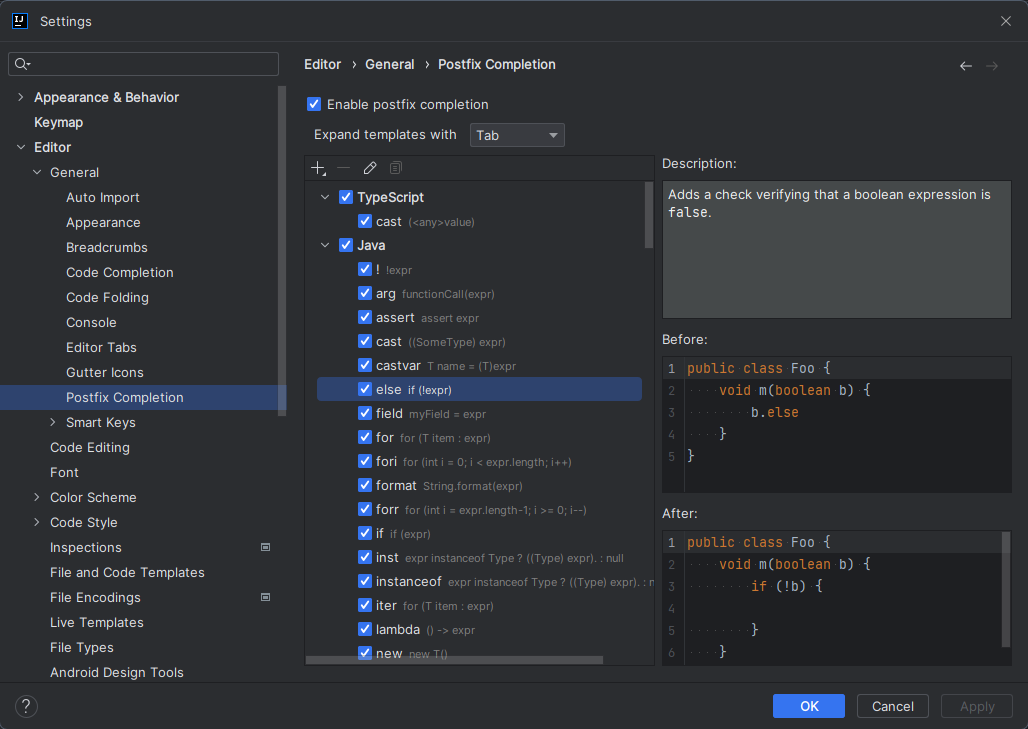 IJ
Settings
Editor › General › Postfix Completion
Appearance & Behavior
Keymap
Editor
General
Auto Import
Appearance
Breadcrumbs
Code Completion
Code Folding
Console
Editor Tabs
Gutter Icons
Postfix Completion
Smart Keys
Code Editing
Font
Color Scheme
Code Style
Inspections
File and Code Templates
File Encodings
Live Templates
File Types
Android Design Tools
Enable postfix completion
Expand templates with Tab
TypeScript
cast (<any>value)
Java
! !expr
arg functionCall(expr)
assert assert expr
cast ((SomeType) expr)
castvar T name = (T)expr
else if (!expr)
field myField = expr
for for (T item : expr)
fori for (int i = 0; i < expr.length; i++)
format String.format(expr)
forr for (int i = expr.length-1; i >= 0; i--)
if if (expr)
inst expr instanceof Type ? ((Type) expr). : null
instanceof expr instanceof Type ? ((Type) expr). : n
iter for (T item : expr)
lambda () -> expr
new new T()
Description:
Adds a check verifying that a boolean expression is
false.
Before:
1 public class Foo {
2 void m(boolean b) {
3 b.else
4 }
5 }
After:
1 public class Foo {
2 void m(boolean b) {
3 if (!b) {
4
5 }
6 }
?
OK Cancel Apply